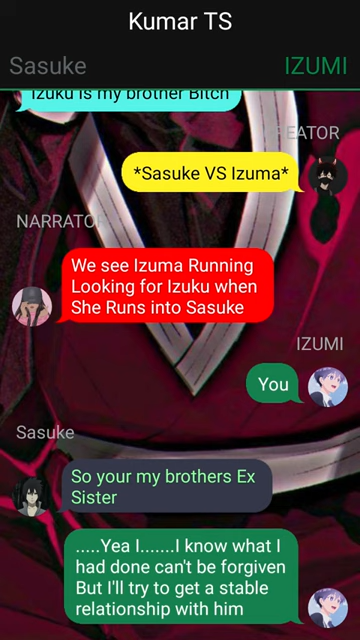 Kumar TS
Sasuke
IZUMI
Izuku is my brother Bitch
EATOR
*Sasuke VS Izuma*
NARRATOR
We see Izuma Running
Looking for Izuku when
She Runs into Sasuke
IZUMI
You
Sasuke
So your my brothers Ex
Sister
.....Yea I.......I know what I
had done can't be forgiven
But I'll try to get a stable
relationship with him